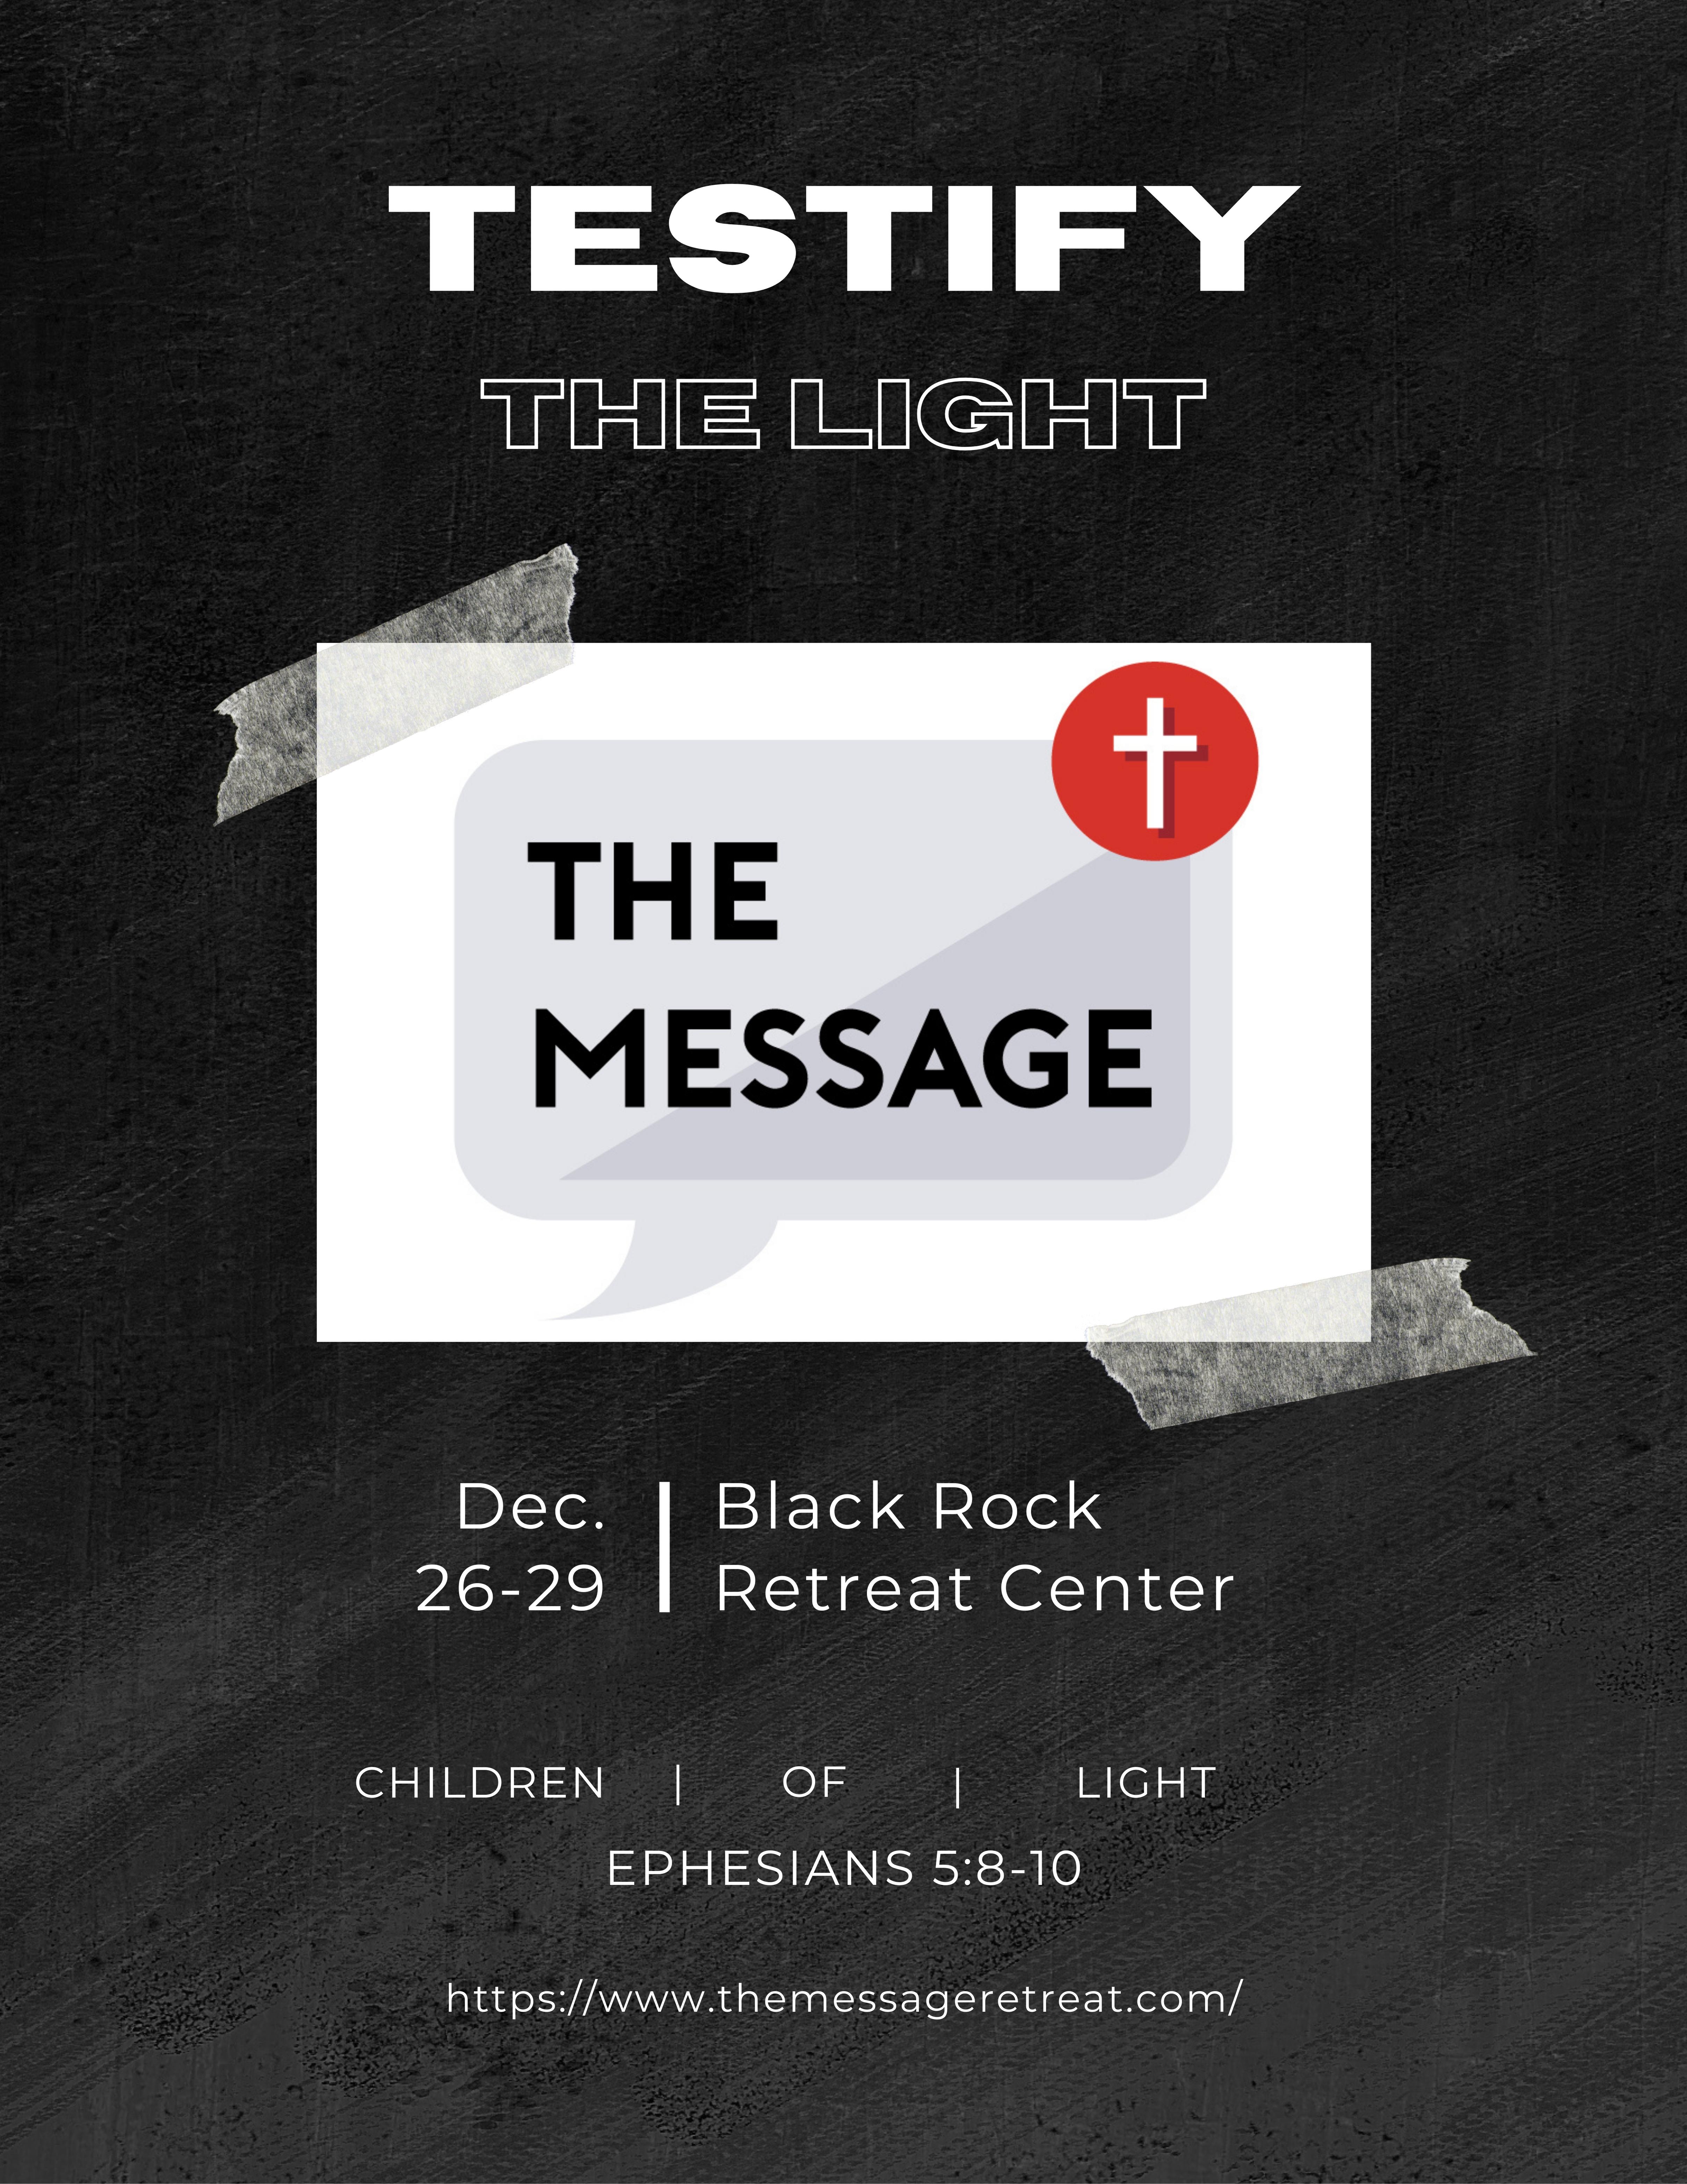 TESTIFY
THE LIGHT
THE
MESSAGE
Dec.
26-29
Black Rock
Retreat Center
CHILDREN | OF | LIGHT
EPHESIANS 5:8-10
https://www.themessageretreat.com/